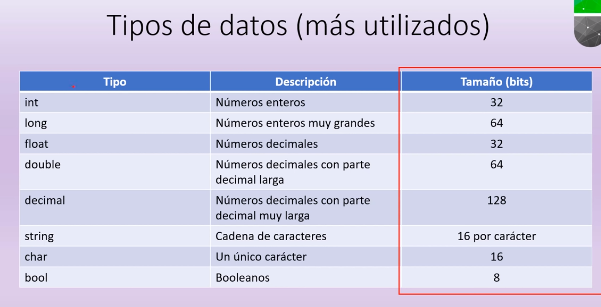 Tipos de datos (más utilizados)
Tipo Descripción Tamaño (bits)
int Números enteros 32
long Números enteros muy grandes 64
float Números decimales 32
double Números decimales con parte 64
decimal larga
decimal Números decimales con parte 128
decimal muy larga
string Cadena de caracteres 16 por carácter
char Un único carácter 16
bool Booleanos 8